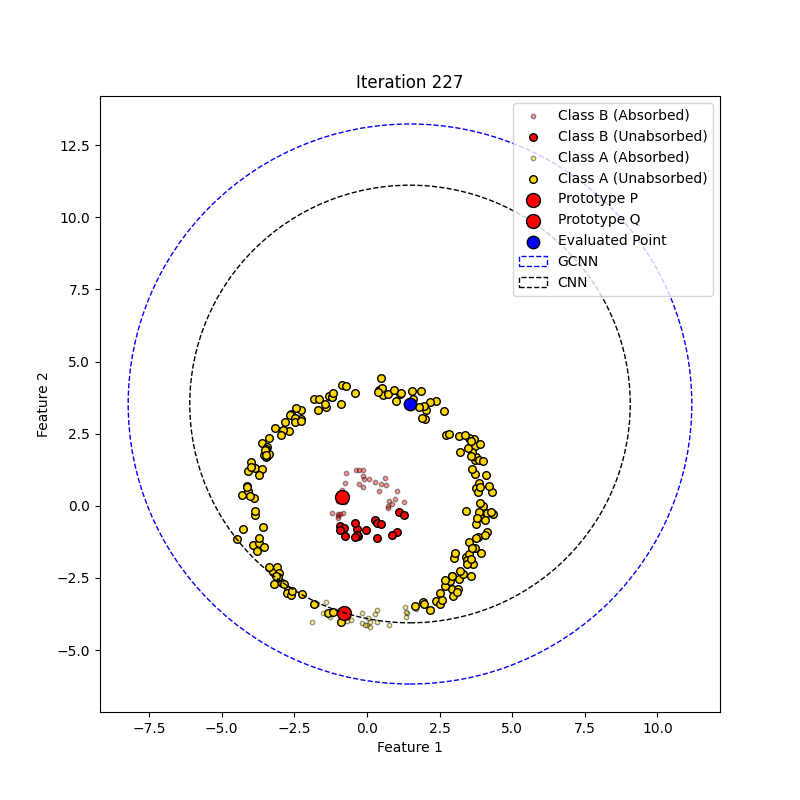 Iteration 227
Class B (Absorbed)
Class B (Unabsorbed)
Class A (Absorbed)
Class A (Unabsorbed)
Prototype P
Prototype Q
Evaluated Point
GCNN
CNN
12.5
10.0
7.5
5.0
2.5
0.0
−2.5
−5.0
Feature 2
−7.5 −5.0 −2.5 0.0 2.5 5.0 7.5 10.0
Feature 1